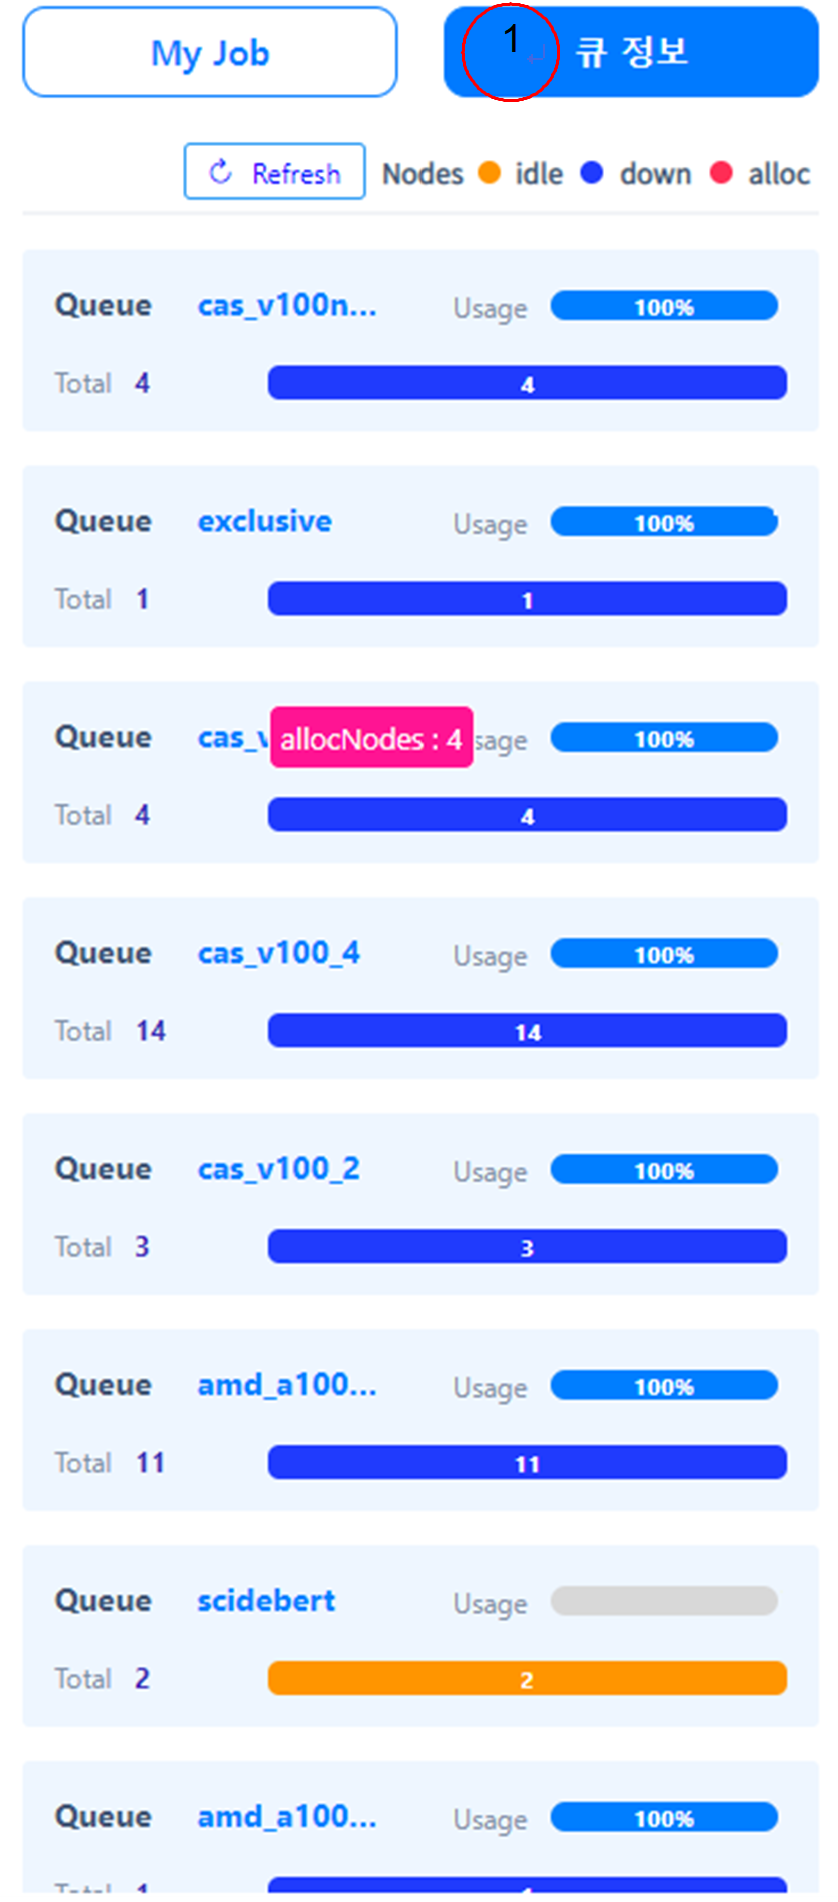 My Job 1 큐 정보
Refresh Nodes idle down alloc
Queue cas_v100n... Usage 100%
Total 4 4
Queue exclusive Usage 100%
Total 1 1
Queue cas_v allocNodes : 4 sage 100%
Total 4 4
Queue cas_v100_4 Usage 100%
Total 14 14
Queue cas_v100_2 Usage 100%
Total 3 3
Queue amd_a100... Usage 100%
Total 11 11
Queue scidebert Usage
Total 2 2
Queue amd_a100... Usage 100%